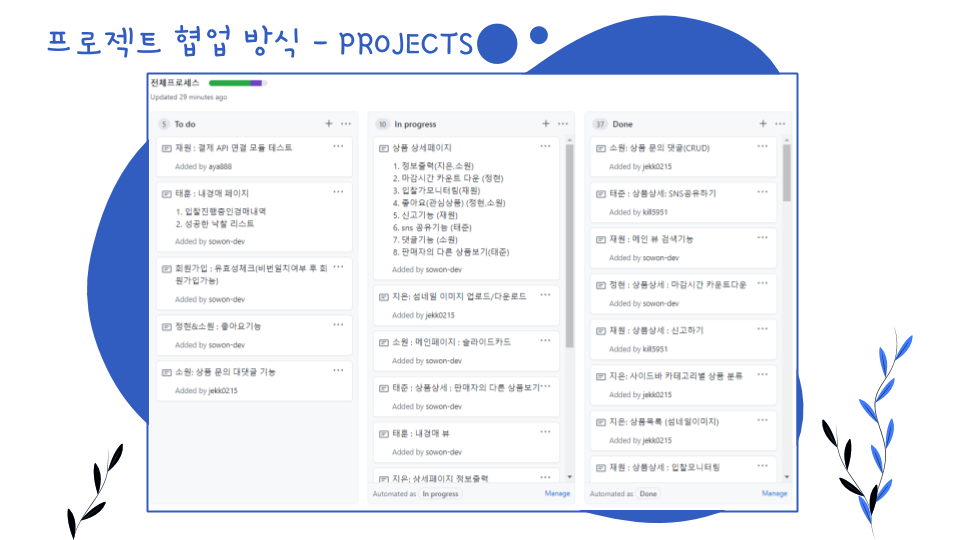 프로젝트 협업 방식 - PROJECTS
전체프로세스
Updated 29 minutes ago
5 To do
재원 : 결제 API 연결 모듈 테스트
Added by aya888
태훈 : 내경매 페이지
1. 입찰진행중인경매내역
2. 성공한 낙찰 리스트
Added by sowon-dev
회원가입 : 유효성체크(비번일치여부 후 회
원가입가능)
Added by sowon-dev
정현&소원 : 좋아요기능
Added by sowon-dev
소원: 상품 문의 대댓글 기능
Added by jekk0215
10 In progress
상품 상세페이지
1. 정보출력(지은,소원)
2. 마감시간 카운트 다운 (정현)
3. 입찰가모니터링(재원)
4. 좋아요(관심상품) (정현,소원)
5. 신고기능 (재원)
6. sns 공유기능 (태준)
7. 댓글기능 (소원)
8. 판매자의 다른 상품보기(태준)
Added by sowon-dev
지은: 섬네일 이미지 업로드/다운로드
Added by jekk0215
소원 : 메인페이지 : 슬라이드카드
Added by sowon-dev
태준 : 상품상세 : 판매자의 다른 상품보기
Added by sowon-dev
태훈 : 내경매 뷰
Added by sowon-dev
지은: 상세페이지 정보출력
Automated as In progress
Manage
37 Done
소원: 상품 문의 댓글(CRUD)
Added by jekk0215
태준 : 상품상세: SNS공유하기
Added by kill5951
재원 : 메인 뷰 검색기능
Added by sowon-dev
정현 : 상품상세 : 마감시간 카운트다운
Added by sowon-dev
재원 : 상품상세 : 신고하기
Added by kill5951
지은: 사이드바 카테고리별 상품 분류
Added by jekk0215
지은: 상품목록 (섬네일이미지)
Added by jekk0215
재원 : 상품상세 : 입찰모니터링
Automated as Done
Manage